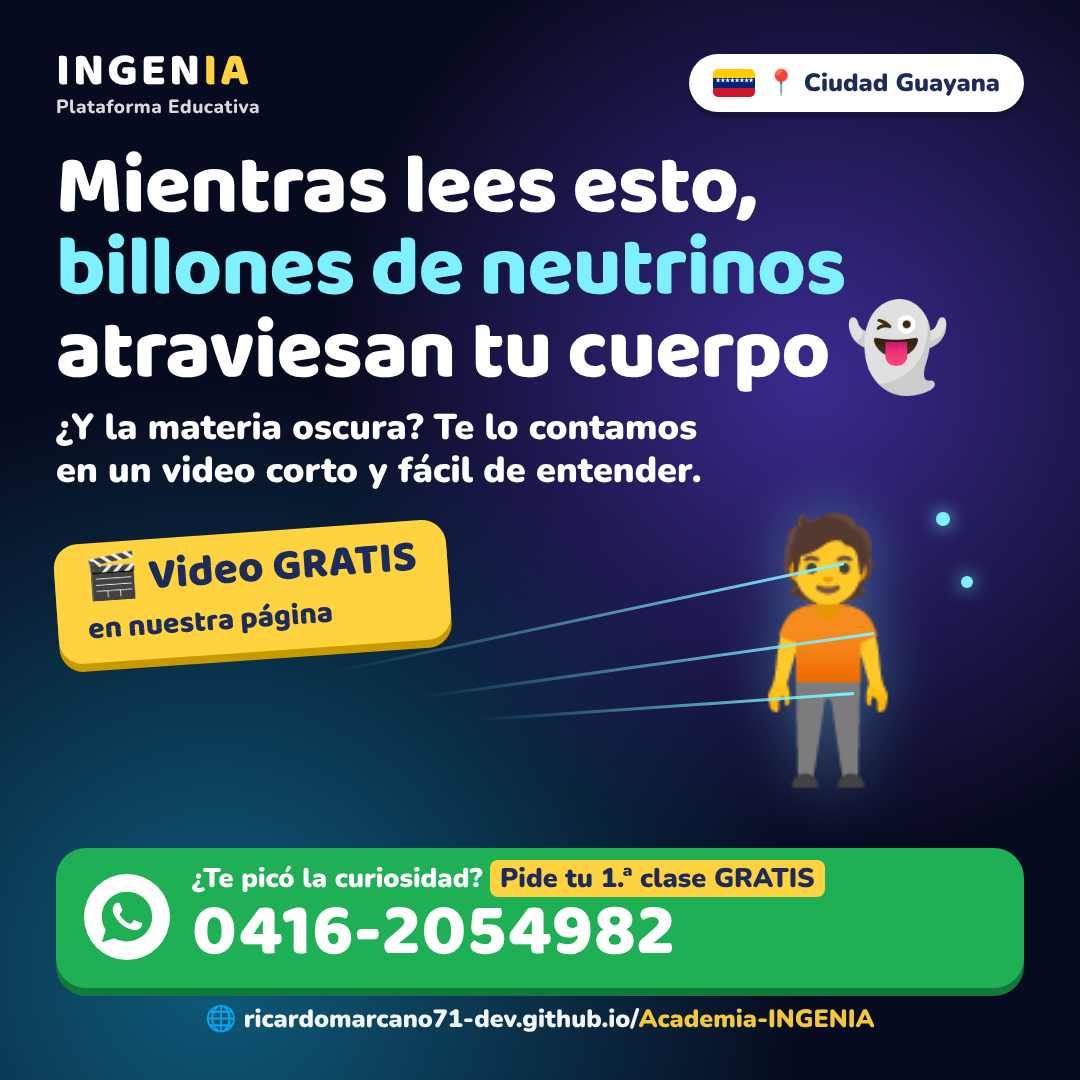 INGENIA
Plataforma Educativa
Ciudad Guayana
Mientras lees esto,
billones de neutrinos
atraviesan tu cuerpo
¿Y la materia oscura? Te lo contamos
en un video corto y fácil de entender.
Video GRATIS
en nuestra página
¿Te picó la curiosidad? Pide tu 1.ª clase GRATIS
0416-2054982
ricardomarcano71-dev.github.io/Academia-INGENIA